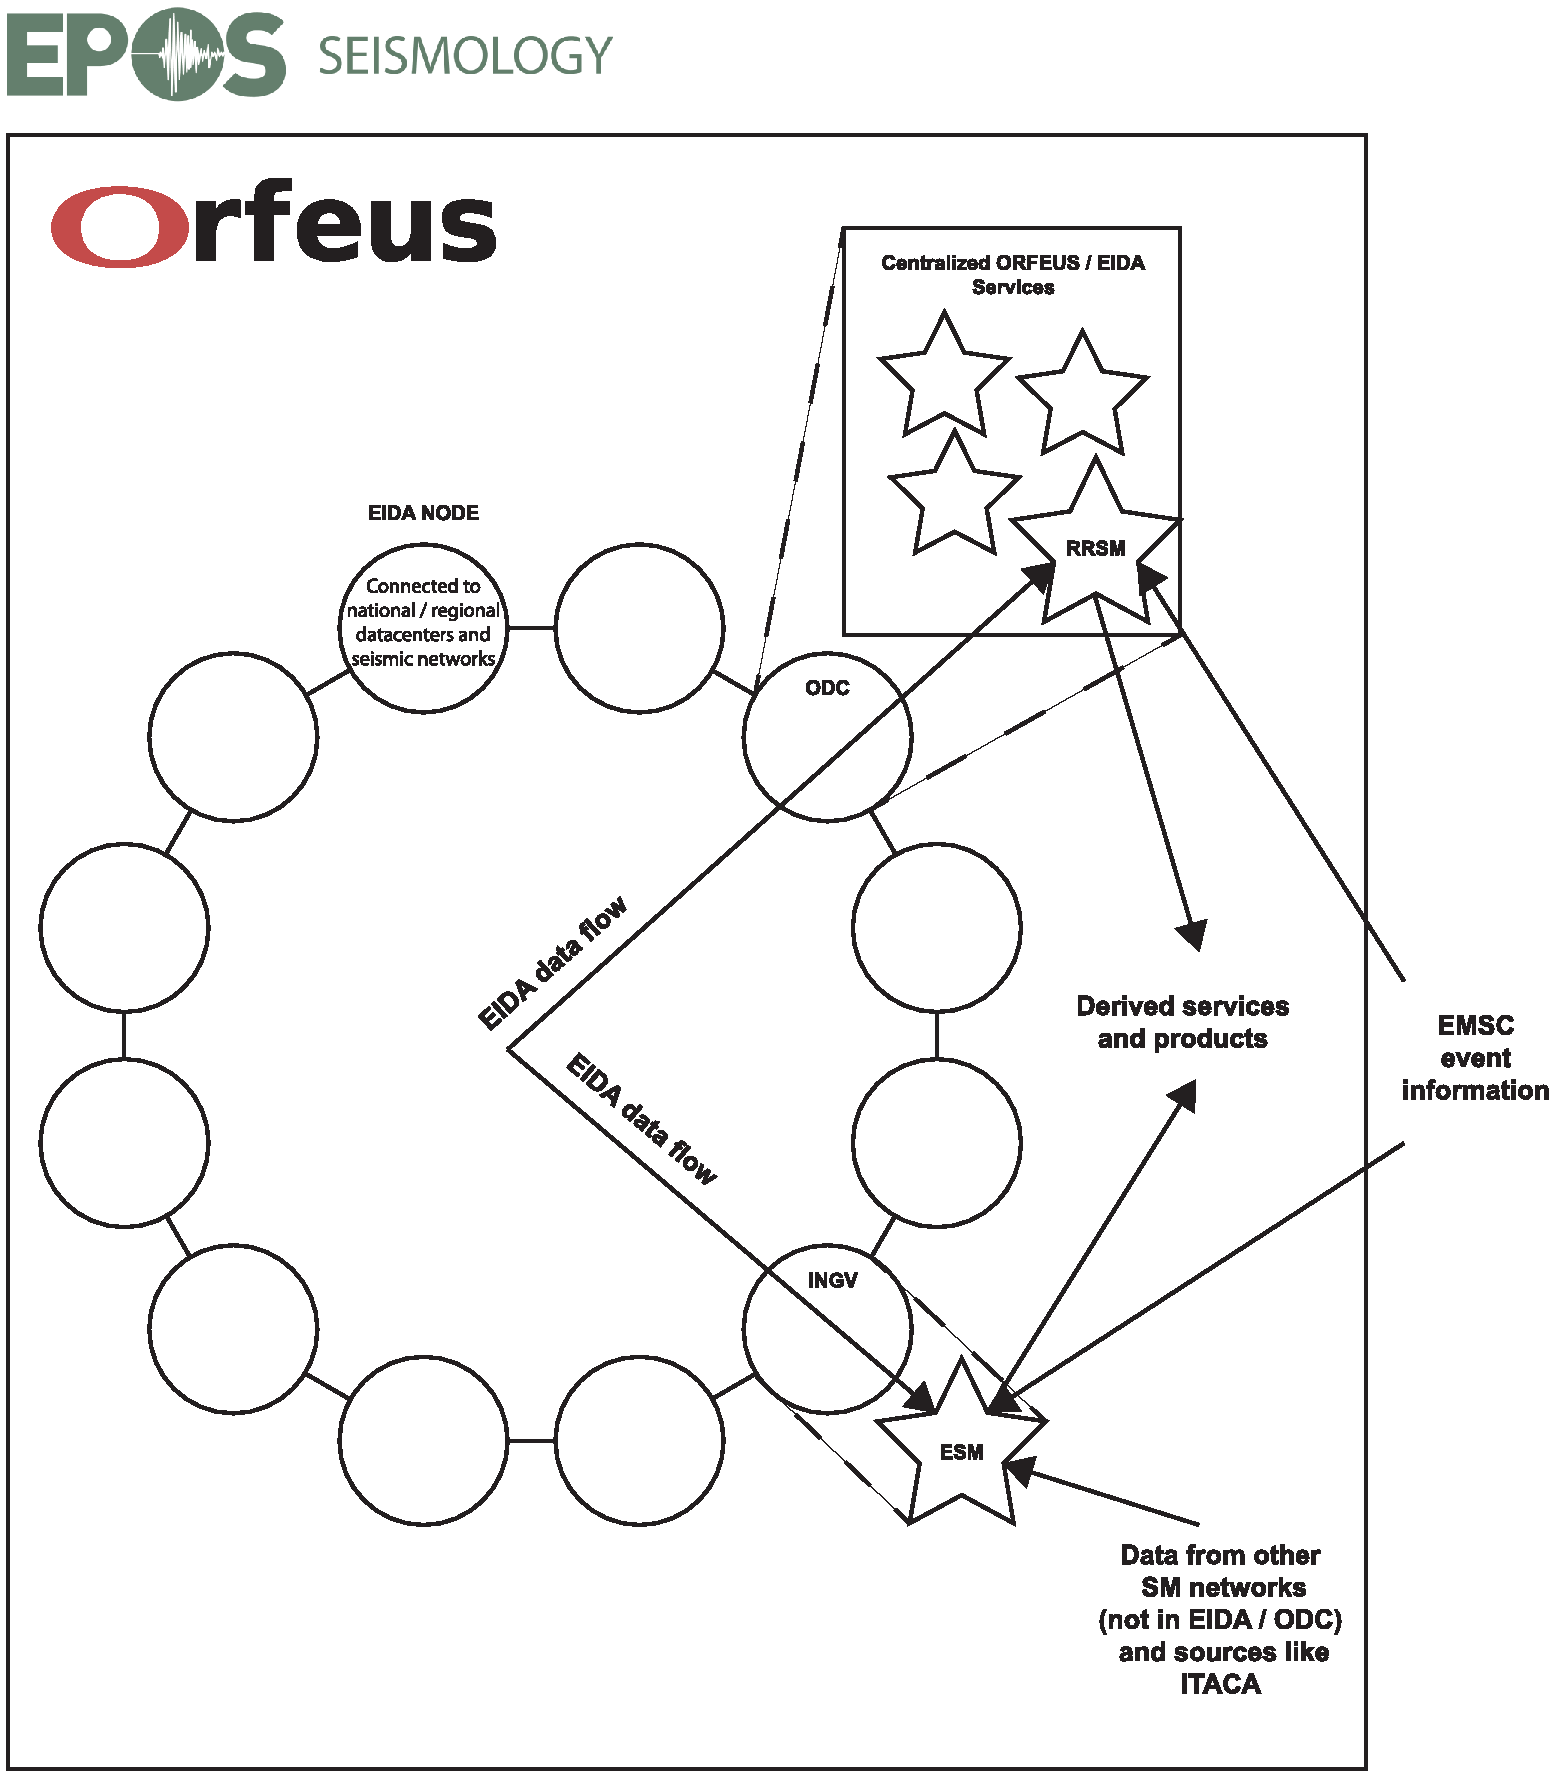 EPOS SEISMOLOGY
Orfeus
Centralized ORFEUS / EIDA
Services
RRSM
EIDA NODE
Connected to
national / regional
datacenters and
seismic networks
ODC
EIDA data flow
EIDA data flow
Derived services
and products
EMSC
event
information
INGV
ESM
Data from other
SM networks
(not in EIDA / ODC)
and sources like
ITACA